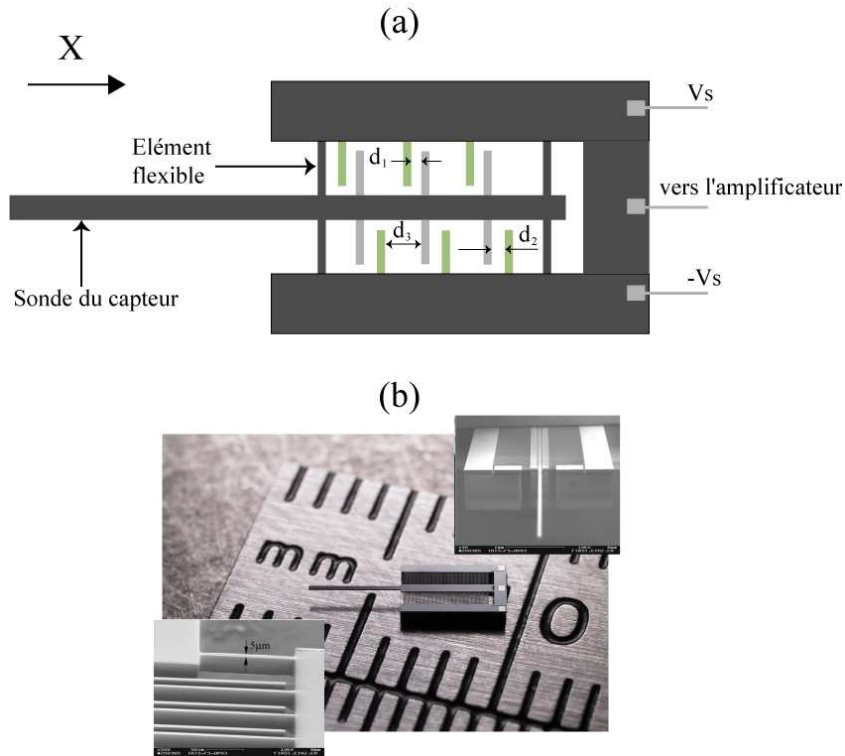 (a)
X
Vs
Elément
flexible
d₁
vers l'amplificateur
d₃
d₂
Sonde du capteur
-Vs
(b)
mm
0
5μm